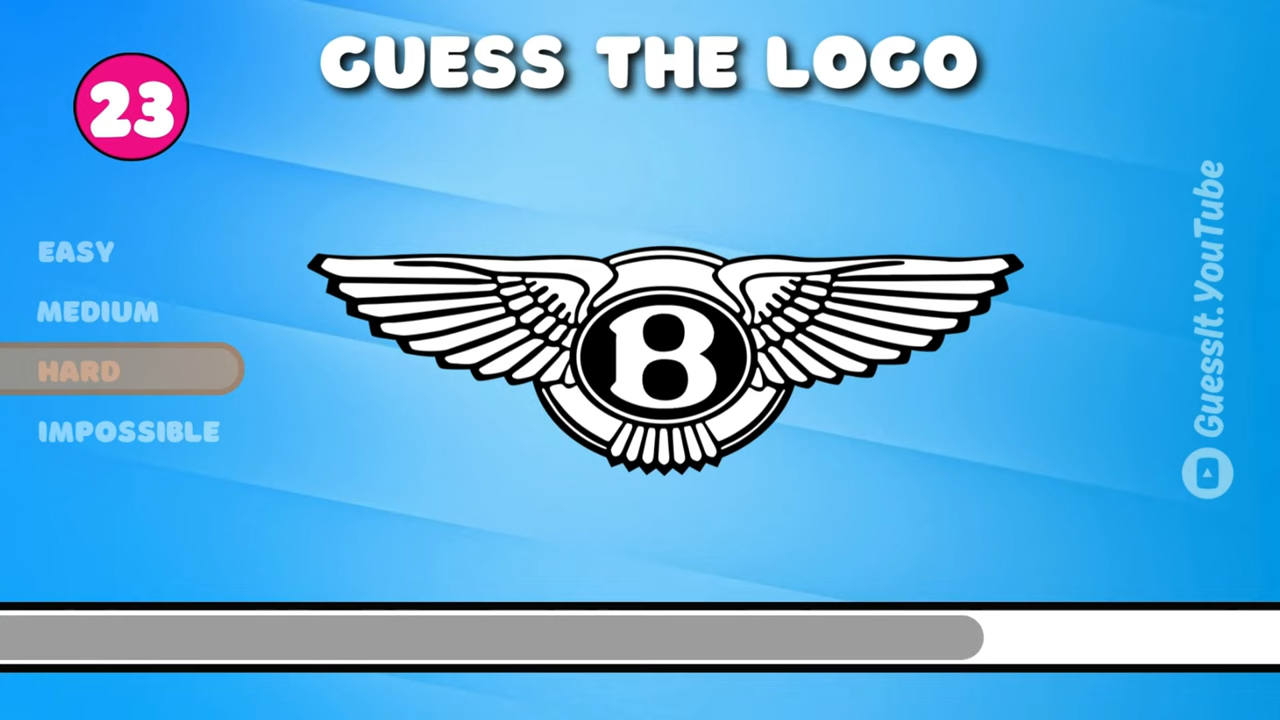 GUESS THE LOGO
23
EASY
MEDIUM
HARD
IMPOSSIBLE
B
GuessIt.YouTube